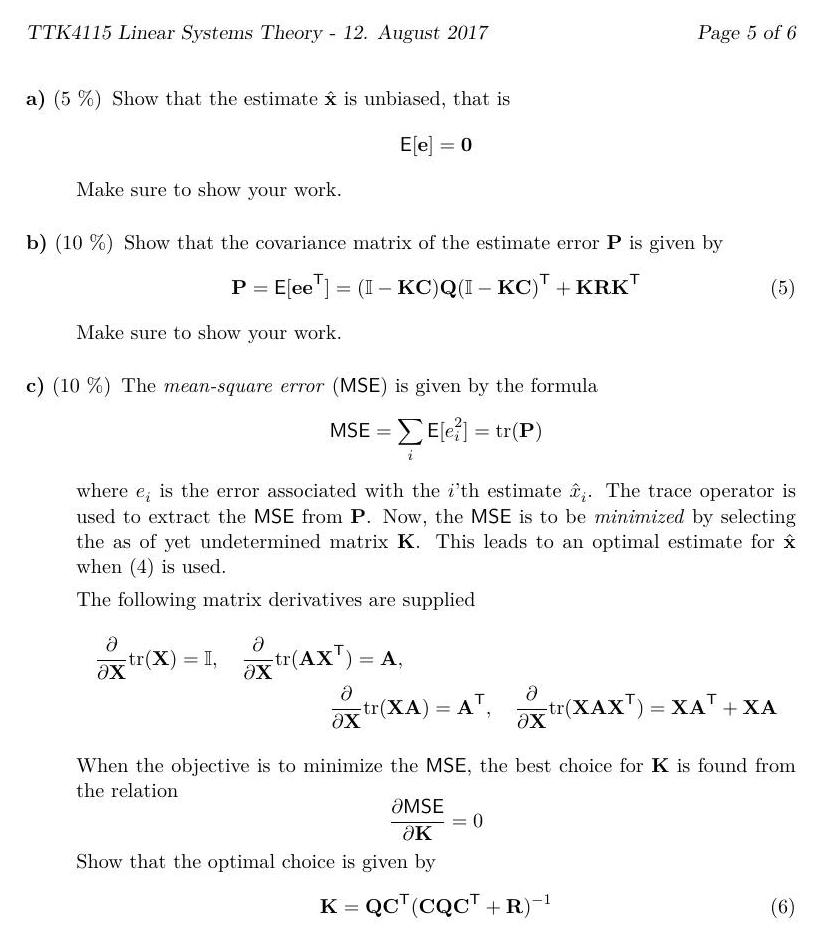 TTK4115 Linear Systems Theory - 12. August 2017 Page 5 of 6
a) (5 %) Show that the estimate x̂ is unbiased, that is
E[e] = 0
Make sure to show your work.
b) (10 %) Show that the covariance matrix of the estimate error P is given by
P = E[eeᵀ] = (𝕀 − KC)Q(𝕀 − KC)ᵀ + KRKᵀ (5)
Make sure to show your work.
c) (10 %) The mean-square error (MSE) is given by the formula
MSE = ∑ᵢ E[eᵢ²] = tr(P)
where eᵢ is the error associated with the i'th estimate x̂ᵢ. The trace operator is
used to extract the MSE from P. Now, the MSE is to be minimized by selecting
the as of yet undetermined matrix K. This leads to an optimal estimate for x̂
when (4) is used.
The following matrix derivatives are supplied
∂/∂X tr(X) = 𝕀, ∂/∂X tr(AXᵀ) = A,
∂/∂X tr(XA) = Aᵀ, ∂/∂X tr(XAXᵀ) = XAᵀ + XA
When the objective is to minimize the MSE, the best choice for K is found from
the relation
∂MSE/∂K = 0
Show that the optimal choice is given by
K = QCᵀ(CQCᵀ + R)⁻¹ (6)